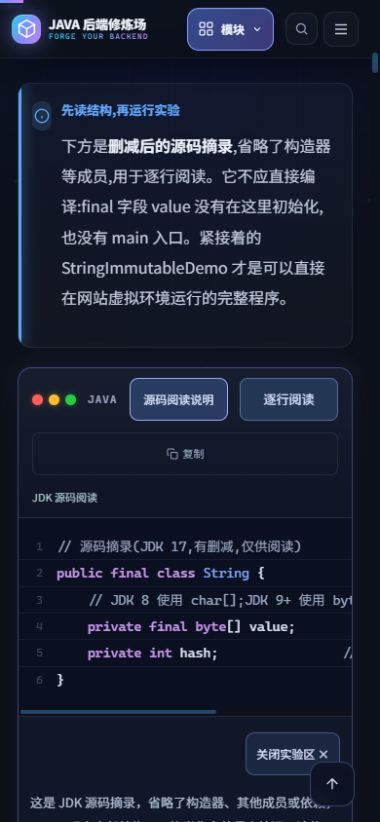 JAVA 后端修炼场
FORGE YOUR BACKEND
模块
先读结构,再运行实验
下方是删减后的源码摘录,省略了构造器
等成员,用于逐行阅读。它不应直接编
译:final 字段 value 没有在这里初始化,
也没有 main 入口。紧接着的
StringImmutableDemo 才是可以直接
在网站虚拟环境运行的完整程序。
JAVA
源码阅读说明
逐行阅读
复制
JDK 源码阅读
1 // 源码摘录(JDK 17,有删减,仅供阅读)
2 public final class String {
3 // JDK 8 使用 char[];JDK 9+ 使用 byt
4 private final byte[] value;
5 private int hash; //
6 }
关闭实验区 ✕
这是 JDK 源码摘录，省略了构造器、其他成员或依赖，